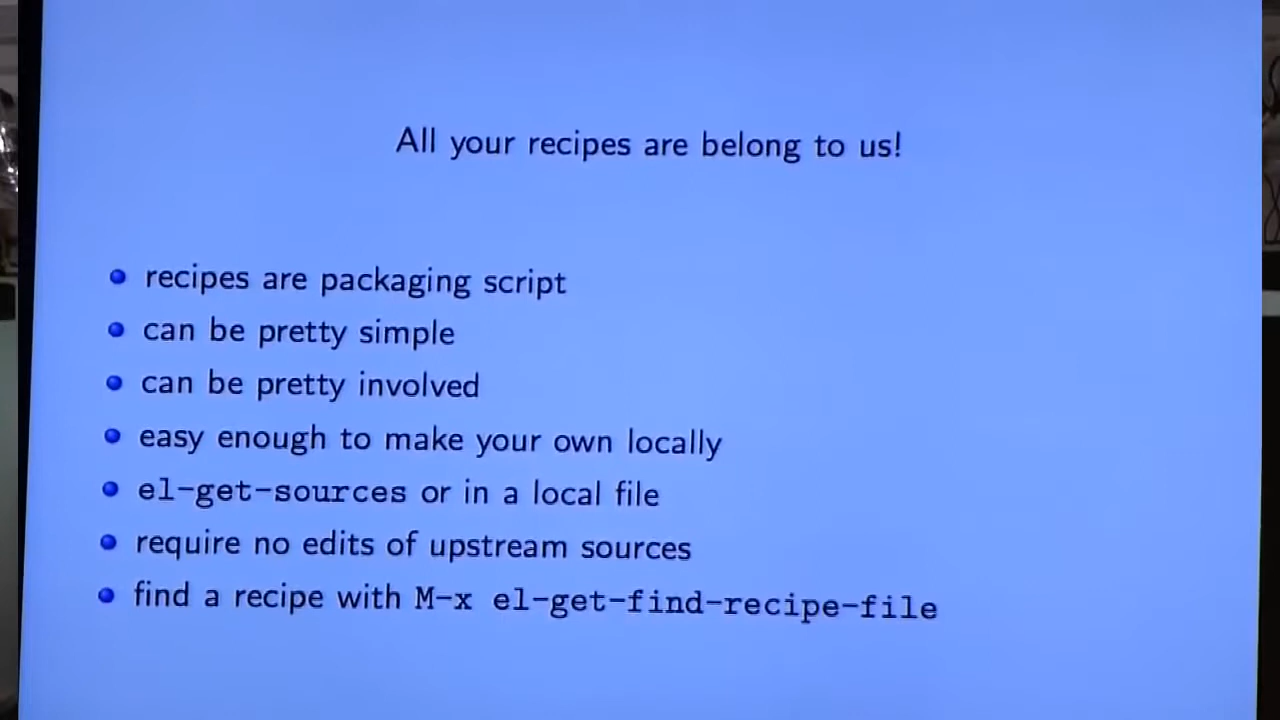 All your recipes are belong to us!
recipes are packaging script
can be pretty simple
can be pretty involved
easy enough to make your own locally
el-get-sources or in a local file
require no edits of upstream sources
find a recipe with M-x el-get-find-recipe-file